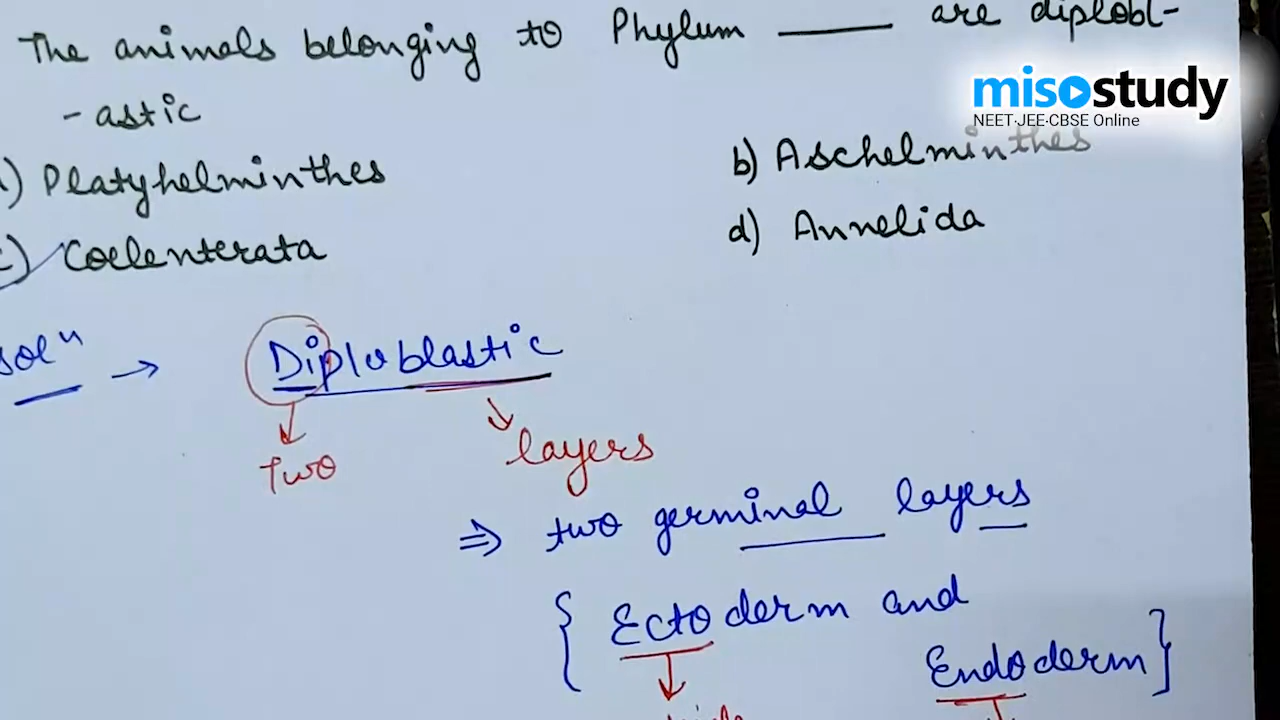 The animals belonging to Phylum ——— are diplobl-
-astic
misostudy
NEET·JEE·CBSE Online
) Platyhelminthes
b) Aschelminthes
c) Coelenterata
d) Annelida
soln → Diploblastic
two
layers
⇒ two germinal layers
{ Ectoderm and
Endoderm }